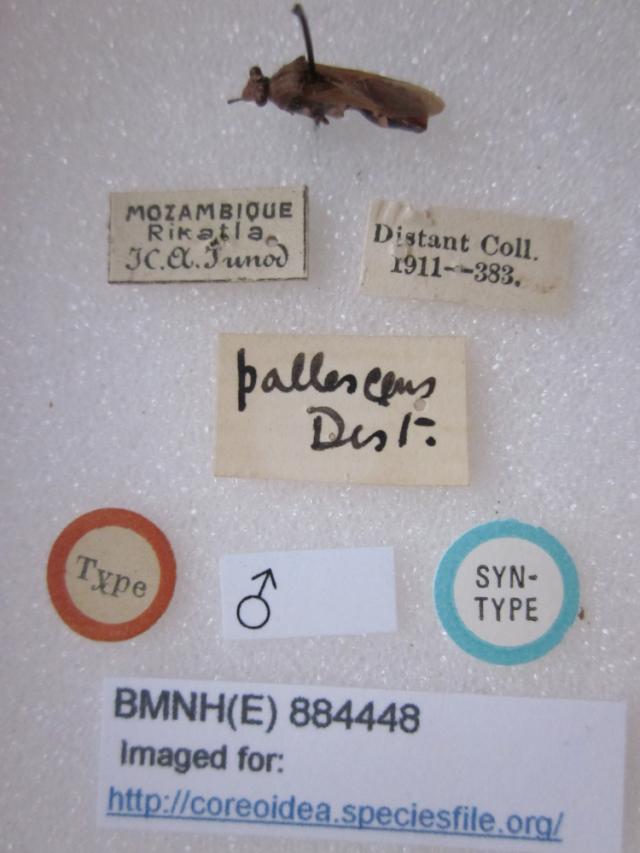 MOZAMBIQUE
Rikatla
H.A. Junod
Distant Coll.
1911--383.
pallescens
Dist.
Type
♂
SYN-
TYPE
BMNH(E) 884448
Imaged for:
http://coreoidea.speciesfile.org/